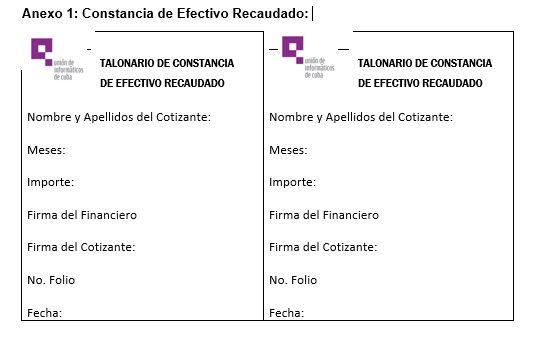 Anexo 1: Constancia de Efectivo Recaudado:
unión de
informáticos
de cuba
TALONARIO DE CONSTANCIA
DE EFECTIVO RECAUDADO
Nombre y Apellidos del Cotizante:
Meses:
Importe:
Firma del Financiero
Firma del Cotizante:
No. Folio
Fecha:
unión de
informáticos
de cuba
TALONARIO DE CONSTANCIA
DE EFECTIVO RECAUDADO
Nombre y Apellidos del Cotizante:
Meses:
Importe:
Firma del Financiero
Firma del Cotizante:
No. Folio
Fecha: